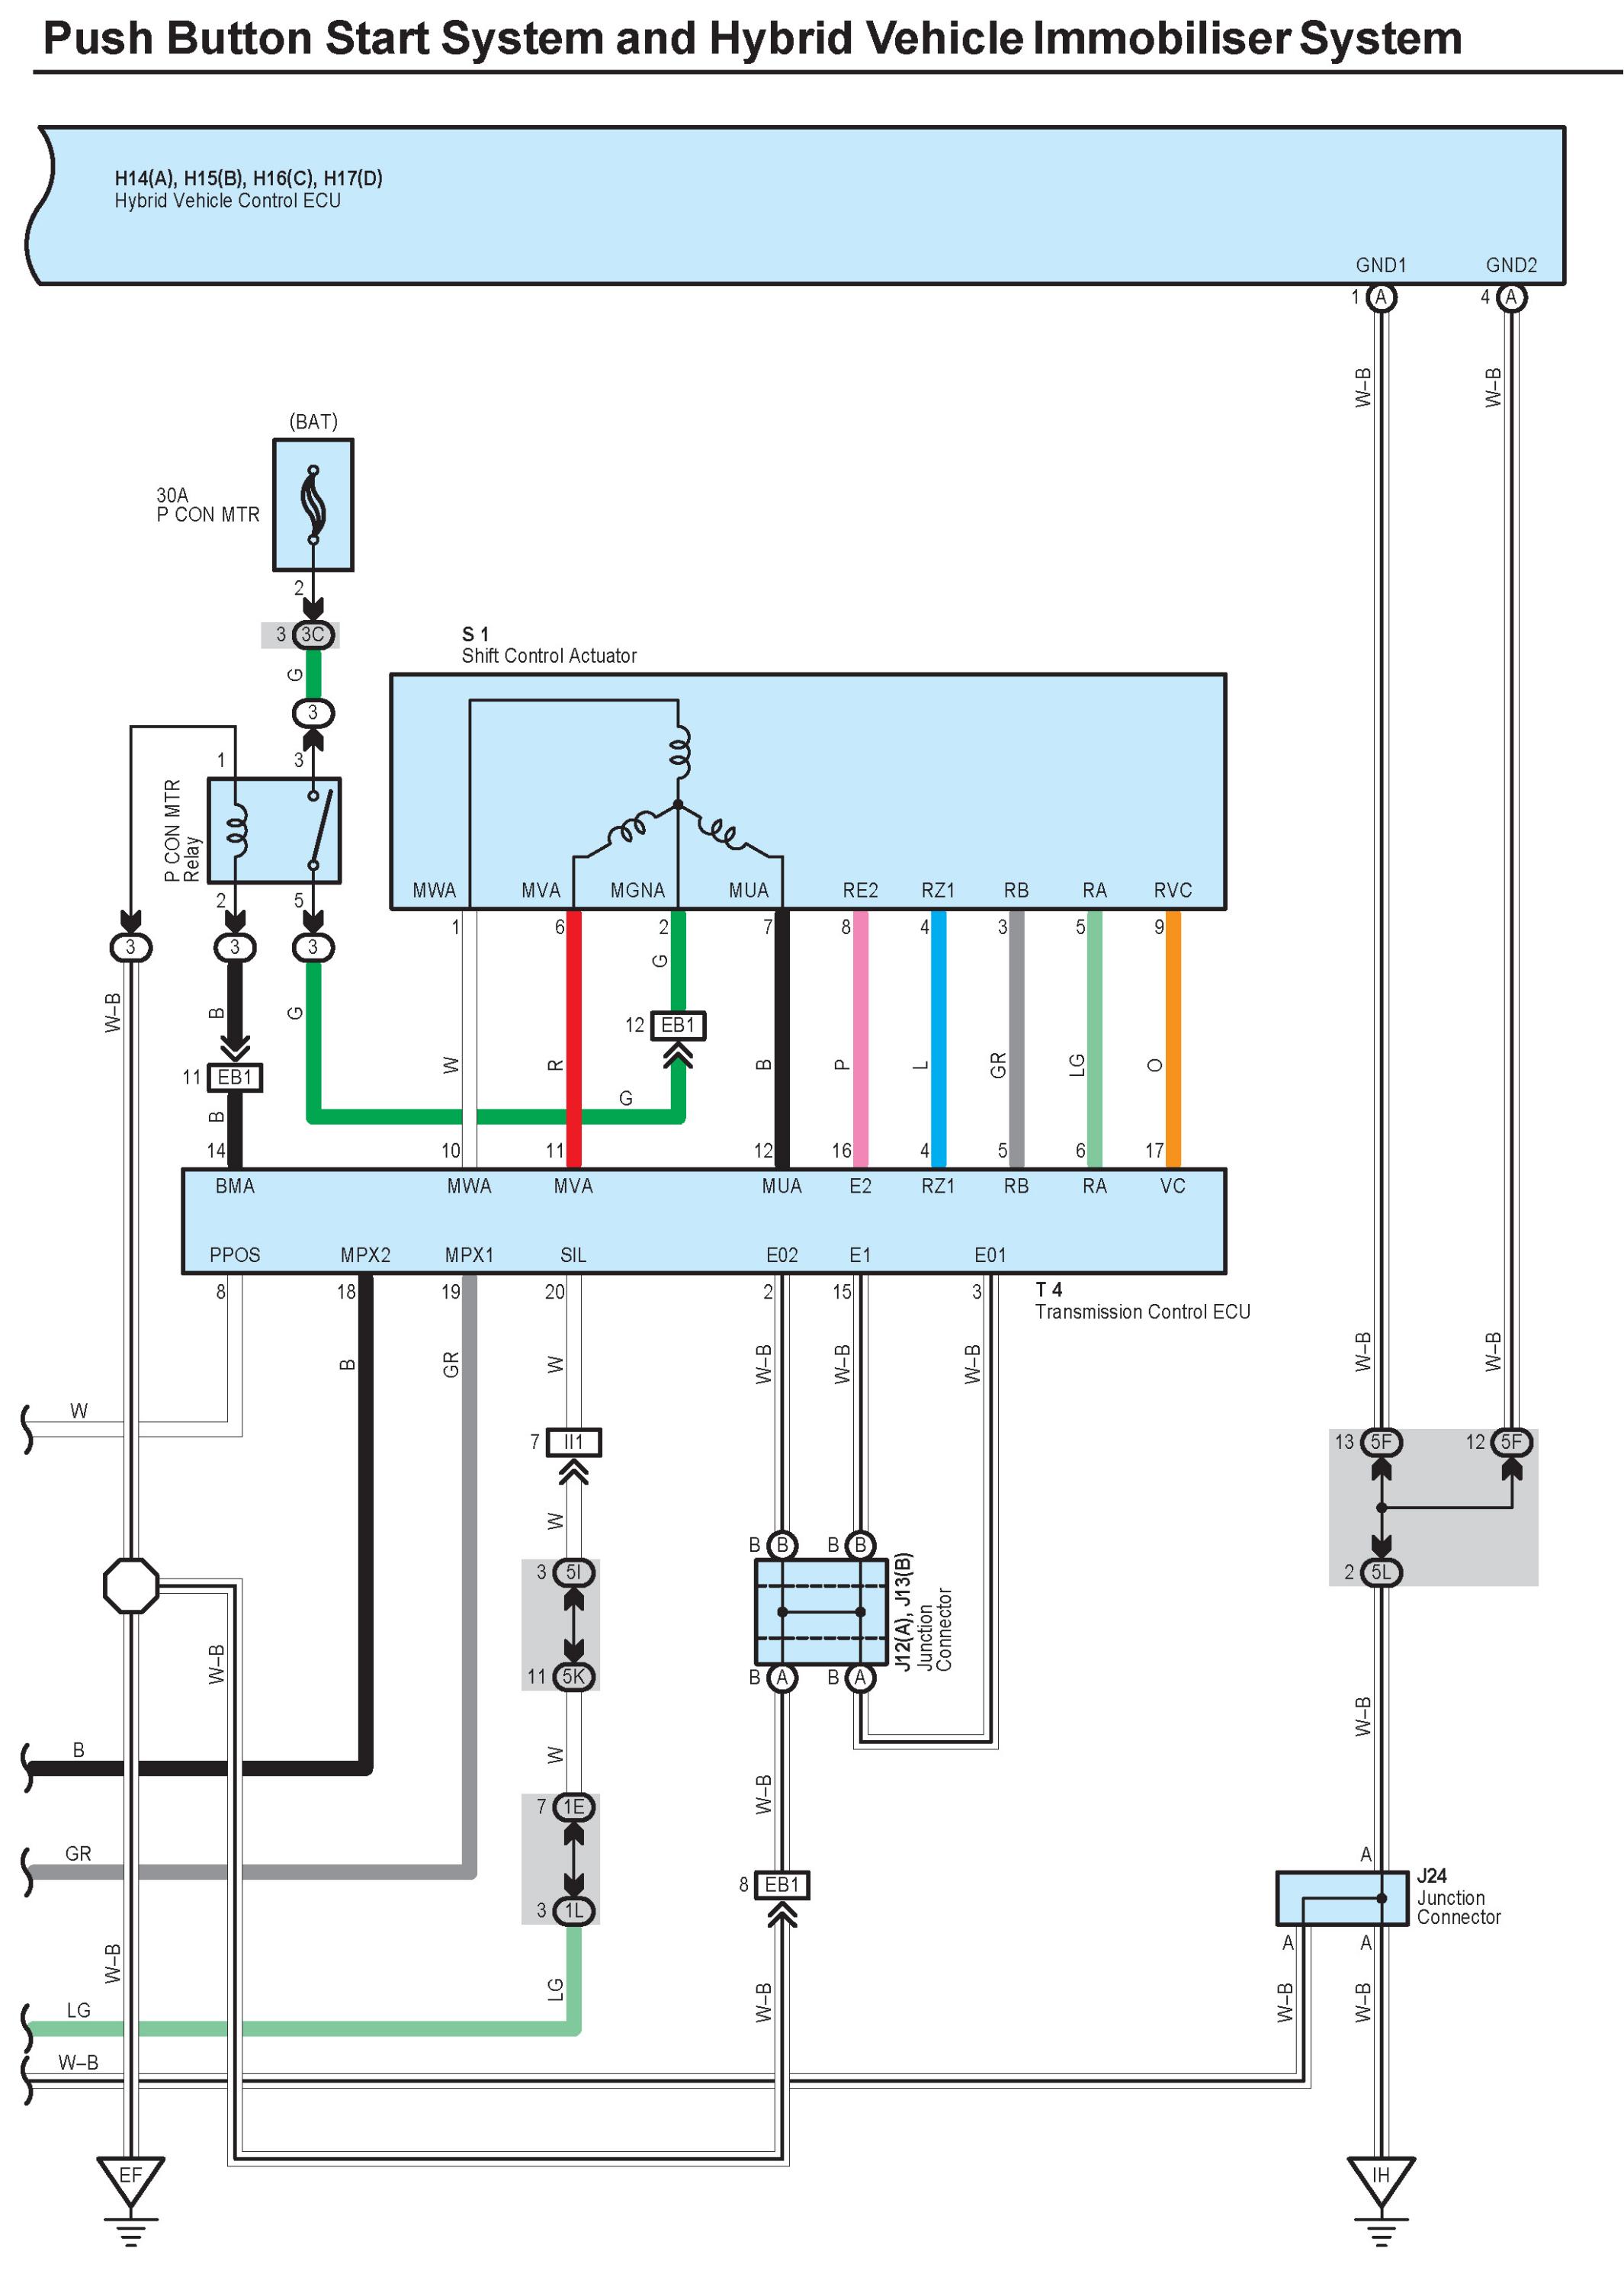 Push Button Start System and Hybrid Vehicle Immobiliser System
H14(A), H15(B), H16(C), H17(D)
Hybrid Vehicle Control ECU
GND1 GND2
1 A 4 A
W–B W–B
(BAT)
30A
P CON MTR
2
3 3C
G
3
1 3
P CON MTR
Relay
2 5
3 3 3
W–B B G
11 EB1
B
14
S 1
Shift Control Actuator
MWA MVA MGNA MUA RE2 RZ1 RB RA RVC
1 6 2 7 8 4 3 5 9
G
12 EB1
W R B P L GR LG O
G
10 11 12 16 4 5 6 17
BMA MWA MVA MUA E2 RZ1 RB RA VC
PPOS MPX2 MPX1 SIL E02 E1 E01
8 18 19 20 2 15 3
T 4
Transmission Control ECU
B GR W W–B W–B W–B W–B W–B
W
7 II1
13 5F 12 5F
W
3 5I
2 5L
B B B B
J12(A), J13(B)
Junction
Connector
W–B
11 5K
B A B A
W–B
B
W
W–B
7 1E
GR
A
J24
Junction
Connector
8 EB1
3 1L
A A
W–B
LG
W–B
W–B W–B
LG
W–B
EF IH